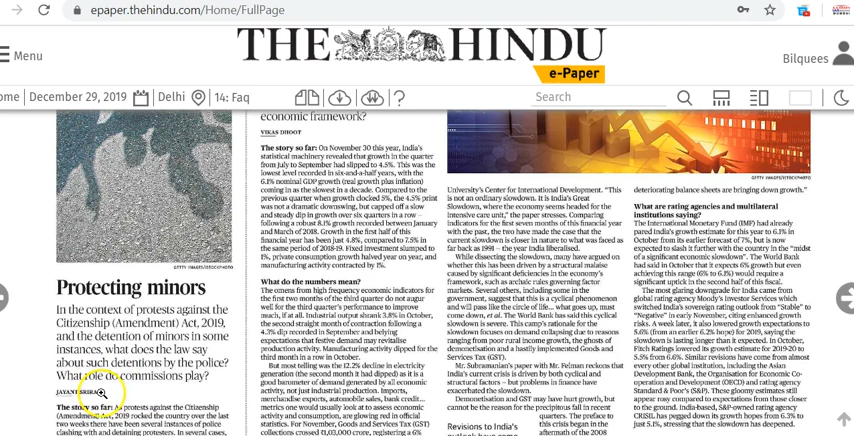 epaper.thehindu.com/Home/FullPage
THE HINDU
e-Paper
Menu
Bilquees
ome | December 29, 2019 | Delhi | 14: Faq
Search
GETTY IMAGES/ISTOCKPHOTO
Protecting minors
In the context of protests against the
Citizenship (Amendment) Act, 2019,
and the detention of minors in some
instances, what does the law say
about such detentions by the police?
What role do commissions play?
JAYANT SRIRA
The story so far: As protests against the Citizenship
(Amendment) Act, 2019 rocked the country over the last
two weeks there have been several instances of police
clashing with and detaining protesters. In several cases,
economic framework?
VIKAS DHOOT
The story so far: On November 30 this year, India's
statistical machinery revealed that growth in the quarter
from July to September had slipped to 4.5%. This was the
lowest level recorded in six-and-a-half years, with the
6.1% nominal GDP growth (real growth plus inflation)
coming in as the slowest in a decade. Compared to the
previous quarter when growth clocked 5%, the 4.5% print
was not a dramatic downswing, but capped off a slow
and steady dip in growth over six quarters in a row –
following a robust 8.1% growth recorded between January
and March of 2018. Growth in the first half of this
financial year has been just 4.8%, compared to 7.5% in
the same period of 2018-19. Fixed investment slumped to
1%, private consumption growth halved year on year, and
manufacturing activity contracted by 1%.
What do the numbers mean?
The omens from high frequency economic indicators for
the first two months of the third quarter do not augur
well for the third quarter's performance to improve
much, if at all. Industrial output shrank 3.8% in October,
the second straight month of contraction following a
4.3% dip recorded in September and belying
expectations that festive demand may revitalise
production. Manufacturing activity dipped for the
third month in a row in October.
But most telling was the 12.2% decline in electricity
generation (the second month it had dipped) as it is a
good barometer of demand generated by all economic
activity, not just industrial production. Imports,
merchandise exports, automobile sales, bank credit...
metrics one would usually look at to assess economic
activity and consumption, are glowing red in official
statistics. For November, Goods and Services Tax (GST)
collections crossed ₹1,03,000 crore, registering a 6%
GETTY IMAGES/ISTOCKPHOTO
University's Center for International Development. "This
is not an ordinary slowdown. It is India's Great
Slowdown, where the economy seems headed for the
intensive care unit," the paper stresses. Comparing
indicators for the first seven months of this financial year
with the past, the two have made the case that the
current slowdown is closer in nature to what was faced as
far back as 1991 – the year India liberalised.
While dissecting the slowdown, many have argued on
whether this has been driven by a structural malaise
caused by significant deficiencies in the economy's
framework, such as archaic rules governing factor
markets. Several others, including some in the
government, suggest that this is a cyclical phenomenon
and will pass like the circle of life... what goes up, must
come down, et al. The World Bank has said this cyclical
slowdown is severe. This camp's rationale for the
slowdown focuses on demand collapsing due to reasons
ranging from poor rural income growth, the ghosts of
demonetisation and a hastily implemented Goods and
Services Tax (GST).
Mr. Subramanian's paper with Mr. Felman reckons that
India's current crisis is driven by both cyclical and
structural factors – but problems in finance have
exacerbated the slowdown.
Demonetisation and GST may have hurt growth, but
cannot be the reason for the precipitous fall in recent
quarters. The preface to
this crisis began in the
aftermath of the 2008
Revisions to India's
outlook have come
deteriorating balance sheets are bringing down growth."
What are rating agencies and multilateral
institutions saying?
The International Monetary Fund (IMF) had already
pared India's growth estimate for this year to 6.1% in
October from its earlier forecast of 7%, but is now
expected to slash it further with the country in the "midst
of a significant economic slowdown". The World Bank
had said in October that it expects 6% growth but even
achieving this range (6% to 6.1%) would require a
significant uptick in the second half of this fiscal.
The most glaring downgrade for India came from
global rating agency Moody's Investor Services which
switched India's sovereign rating outlook from "Stable" to
"Negative" in early November, citing enhanced growth
risks. A week later, it also lowered growth expectations to
5.6% (from an earlier 6.2% hope) for 2019, saying the
slowdown is lasting longer than it expected. In October,
Fitch Ratings lowered its growth estimate for 2019-20 to
5.5% from 6.6%. Similar revisions have come from almost
every other global institution, including the Asian
Development Bank, the Organisation for Economic Co-
operation and Development (OECD) and rating agency
Standard & Poor's (S&P). These gloomy estimates still
appear rosy compared to expectations from those closer
to the ground. India-based, S&P-owned rating agency
CRISIL has pegged down its growth hopes from 6.3% to
just 5.1%, stressing that the slowdown has deepened.